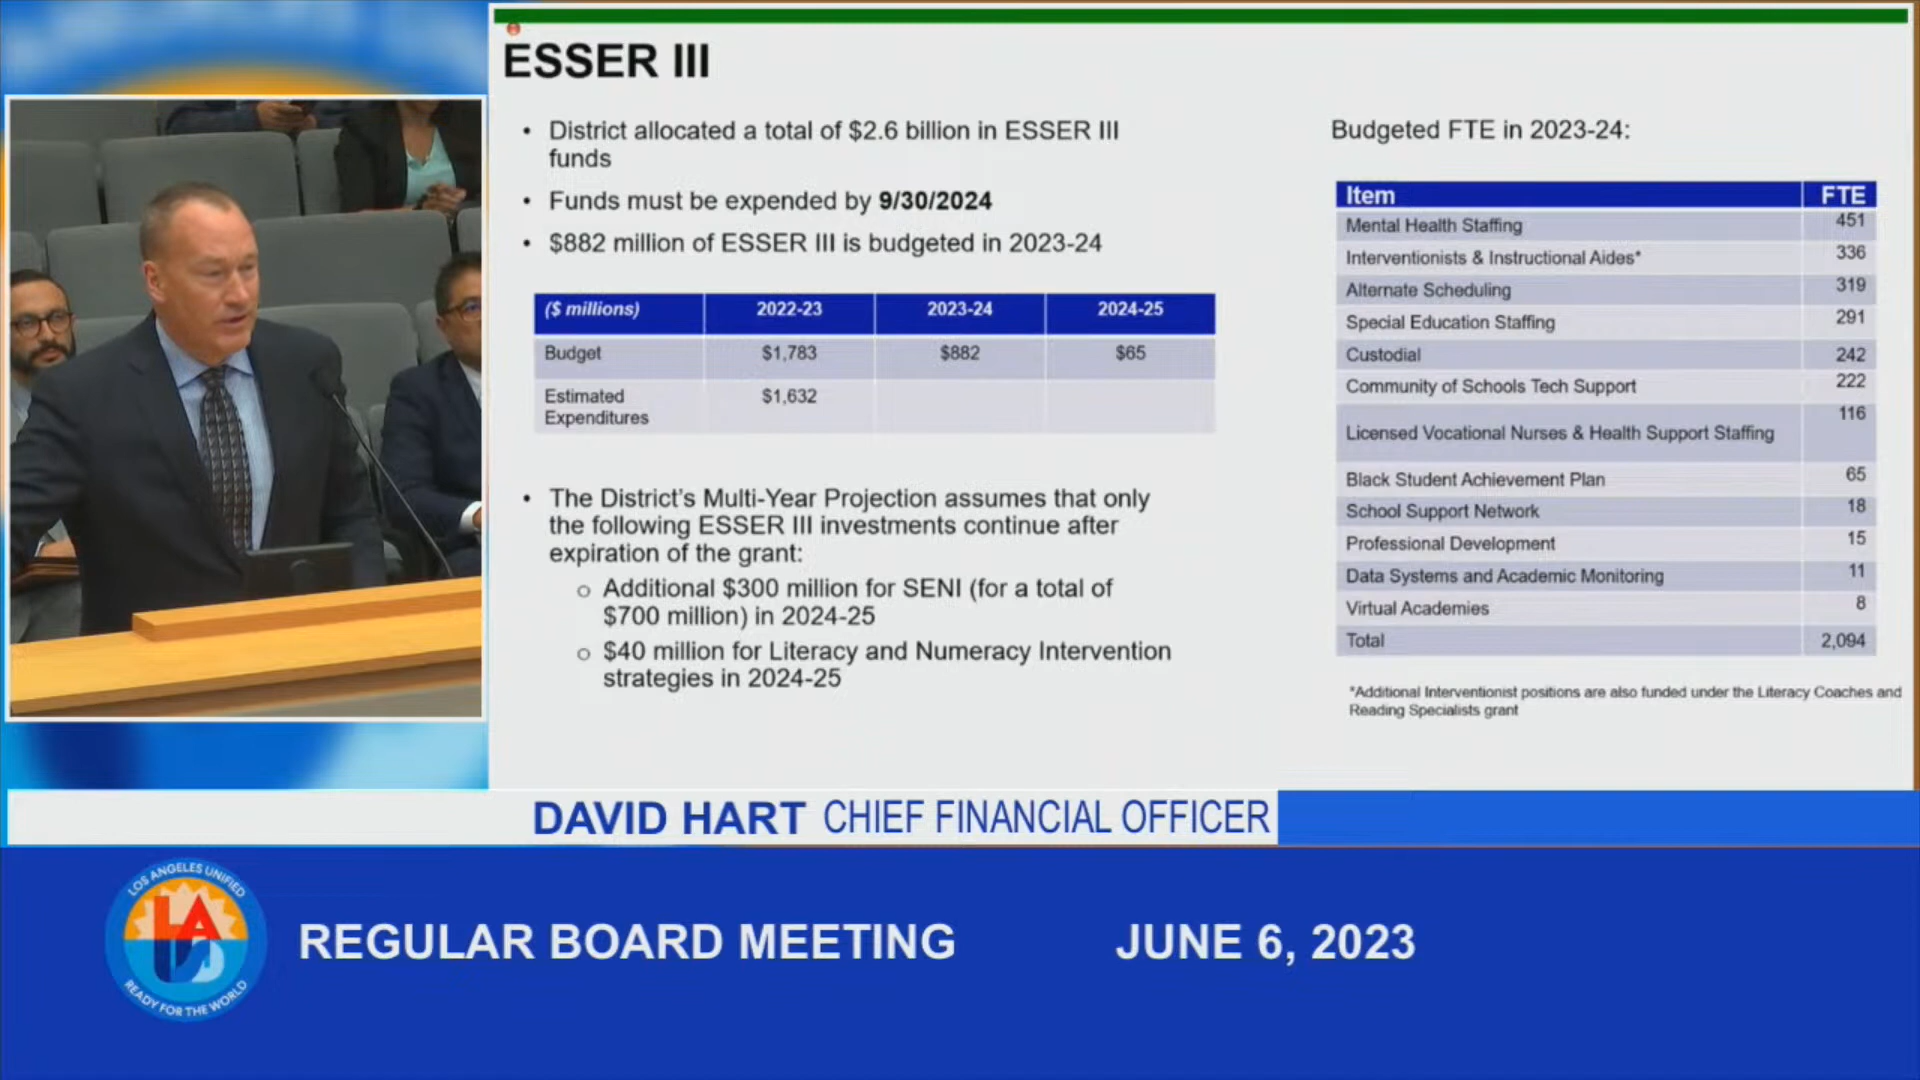 ESSER III
• District allocated a total of $2.6 billion in ESSER III
funds
• Funds must be expended by 9/30/2024
• $882 million of ESSER III is budgeted in 2023-24
($ millions) 2022-23 2023-24 2024-25
Budget $1,783 $882 $65
Estimated
Expenditures $1,632
• The District's Multi-Year Projection assumes that only
the following ESSER III investments continue after
expiration of the grant:
o Additional $300 million for SENI (for a total of
$700 million) in 2024-25
o $40 million for Literacy and Numeracy Intervention
strategies in 2024-25
Budgeted FTE in 2023-24:
Item FTE
Mental Health Staffing 451
Interventionists & Instructional Aides* 336
Alternate Scheduling 319
Special Education Staffing 291
Custodial 242
Community of Schools Tech Support 222
Licensed Vocational Nurses & Health Support Staffing 116
Black Student Achievement Plan 65
School Support Network 18
Professional Development 15
Data Systems and Academic Monitoring 11
Virtual Academies 8
Total 2,094
*Additional Interventionist positions are also funded under the Literacy Coaches and
Reading Specialists grant
DAVID HART CHIEF FINANCIAL OFFICER
LOS ANGELES UNIFIED
LA
US
READY FOR THE WORLD
REGULAR BOARD MEETING JUNE 6, 2023